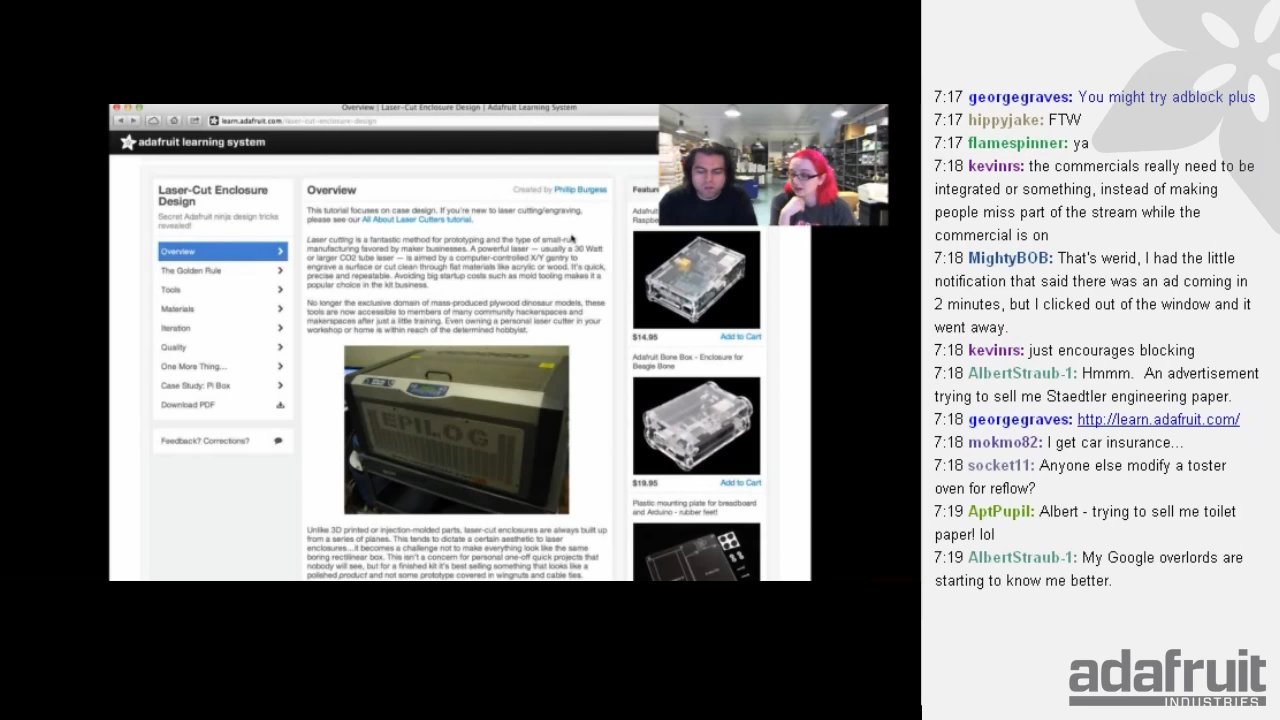 Overview | Laser-Cut Enclosure Design | Adafruit Learning System
learn.adafruit.com/laser-cut-enclosure-design
adafruit learning system
Laser-Cut Enclosure
Design
Secret Adafruit ninja design tricks
revealed!
Overview
The Golden Rule
Tools
Materials
Iteration
Quality
One More Thing...
Case Study: Pi Box
Download PDF
Feedback? Corrections?
Overview
Created by Phillip Burgess
This tutorial focuses on case design. If you're new to laser cutting/engraving,
please see our All About Laser Cutters tutorial.
Laser cutting is a fantastic method for prototyping and the type of small-run
manufacturing favored by maker businesses. A powerful laser — usually a 30 Watt
or larger CO2 tube laser — is aimed by a computer-controlled X/Y gantry to
engrave a surface or cut clean through flat materials like acrylic or wood. It's quick,
precise and repeatable. Avoiding big startup costs such as mold tooling makes it a
popular choice in the kit business.
No longer the exclusive domain of mass-produced plywood dinosaur models, these
tools are now accessible to members of many community hackerspaces and
makerspaces after just a little training. Even owning a personal laser cutter in your
workshop or home is within reach of the determined hobbyist.
EPILOG
Unlike 3D printed or injection-molded parts, laser-cut enclosures are always built up
from a series of planes. This tends to dictate a certain aesthetic to laser
enclosures...it becomes a challenge not to make everything look like the same
boring rectilinear box. This isn't a concern for personal one-off quick projects that
nobody will see, but for a finished kit it's best selling something that looks like a
polished product and not some prototype covered in wingnuts and cable ties.
Featur
Adafruit
Raspbe
$14.95 Add to Cart
Adafruit Bone Box - Enclosure for
Beagle Bone
$19.95 Add to Cart
Plastic mounting plate for breadboard
and Arduino - rubber feet!
7:17 georgegraves: You might try adblock plus
7:17 hippyjake: FTW
7:17 flamespinner: ya
7:18 kevinrs: the commercials really need to be
integrated or something, instead of making
people miss part of the show while the
commercial is on
7:18 MightyBOB: That's wierd, I had the little
notification that said there was an ad coming in
7 minutes, but I clicked the down arrow and it
went away.
7:18 kevinrs: just encourages blocking
7:18 AlbertStraub-1: Hmmm. An advertisement
trying to sell meStaedtler engineering paper.
7:18 georgegraves: http://learn.adafruit.com/
7:18 mokmo82: I get car insurance...
7:18 socket11: Anyone else modify a toster
oven for reflow?
7:19 AptPupil: Albert - tried to sell me toilet
paper! lol
7:19 AlbertStraub-1: My Google adwords are
starting to know me better.
adafruit
INDUSTRIES